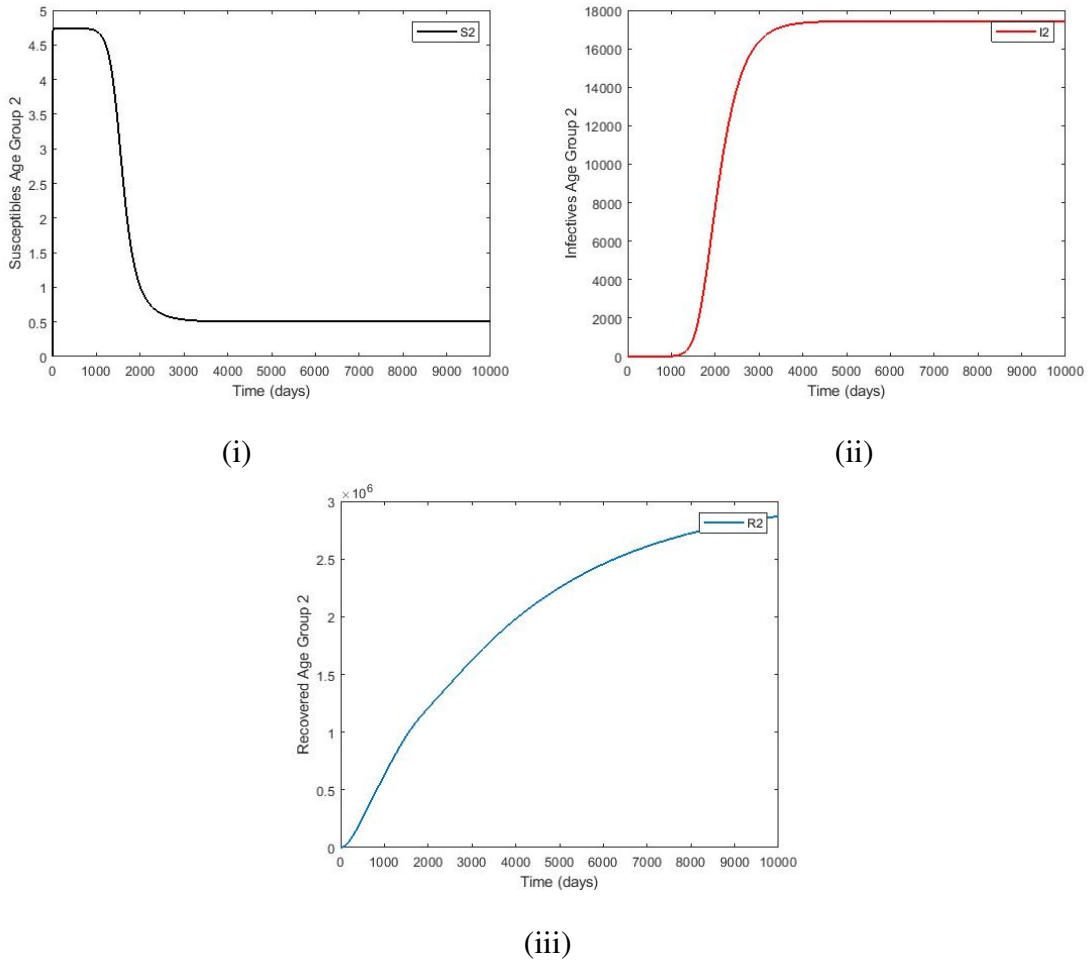 5
4.5
4
3.5
3
2.5
2
1.5
1
0.5
0
S2
Susceptibles Age Group 2
0 1000 2000 3000 4000 5000 6000 7000 8000 9000 10000
Time (days)
(i)
18000
16000
14000
12000
10000
8000
6000
4000
2000
0
I2
Infectives Age Group 2
0 1000 2000 3000 4000 5000 6000 7000 8000 9000 10000
Time (days)
(ii)
×10⁶
3
2.5
2
1.5
1
0.5
0
R2
Recovered Age Group 2
0 1000 2000 3000 4000 5000 6000 7000 8000 9000 10000
Time (days)
(iii)